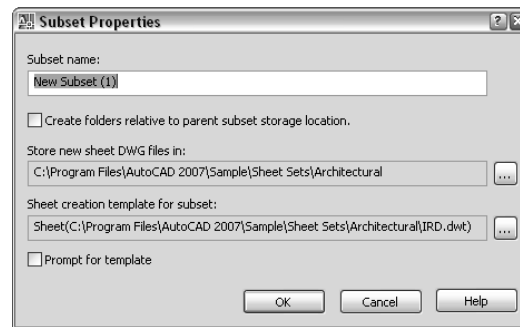 Subset Properties
Subset name:
New Subset (1)
Create folders relative to parent subset storage location.
Store new sheet DWG files in:
C:\Program Files\AutoCAD 2007\Sample\Sheet Sets\Architectural
...
Sheet creation template for subset:
Sheet(C:\Program Files\AutoCAD 2007\Sample\Sheet Sets\Architectural\IRD.dwt)
...
Prompt for template
OK Cancel Help